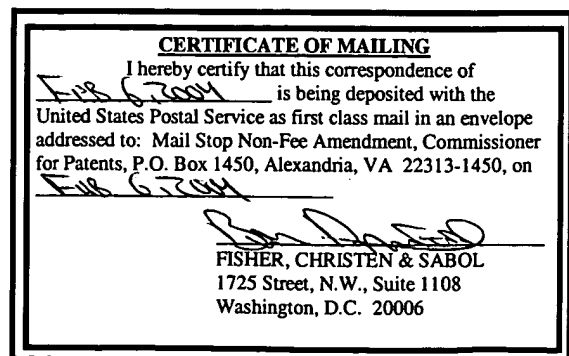 CERTIFICATE OF MAILING
I hereby certify that this correspondence of
Feb 6, 2004 is being deposited with the
United States Postal Service as first class mail in an envelope
addressed to: Mail Stop Non-Fee Amendment, Commissioner
for Patents, P.O. Box 1450, Alexandria, VA 22313-1450, on
Feb 6, 2004
FISHER, CHRISTEN & SABOL
1725 Street, N.W., Suite 1108
Washington, D.C. 20006